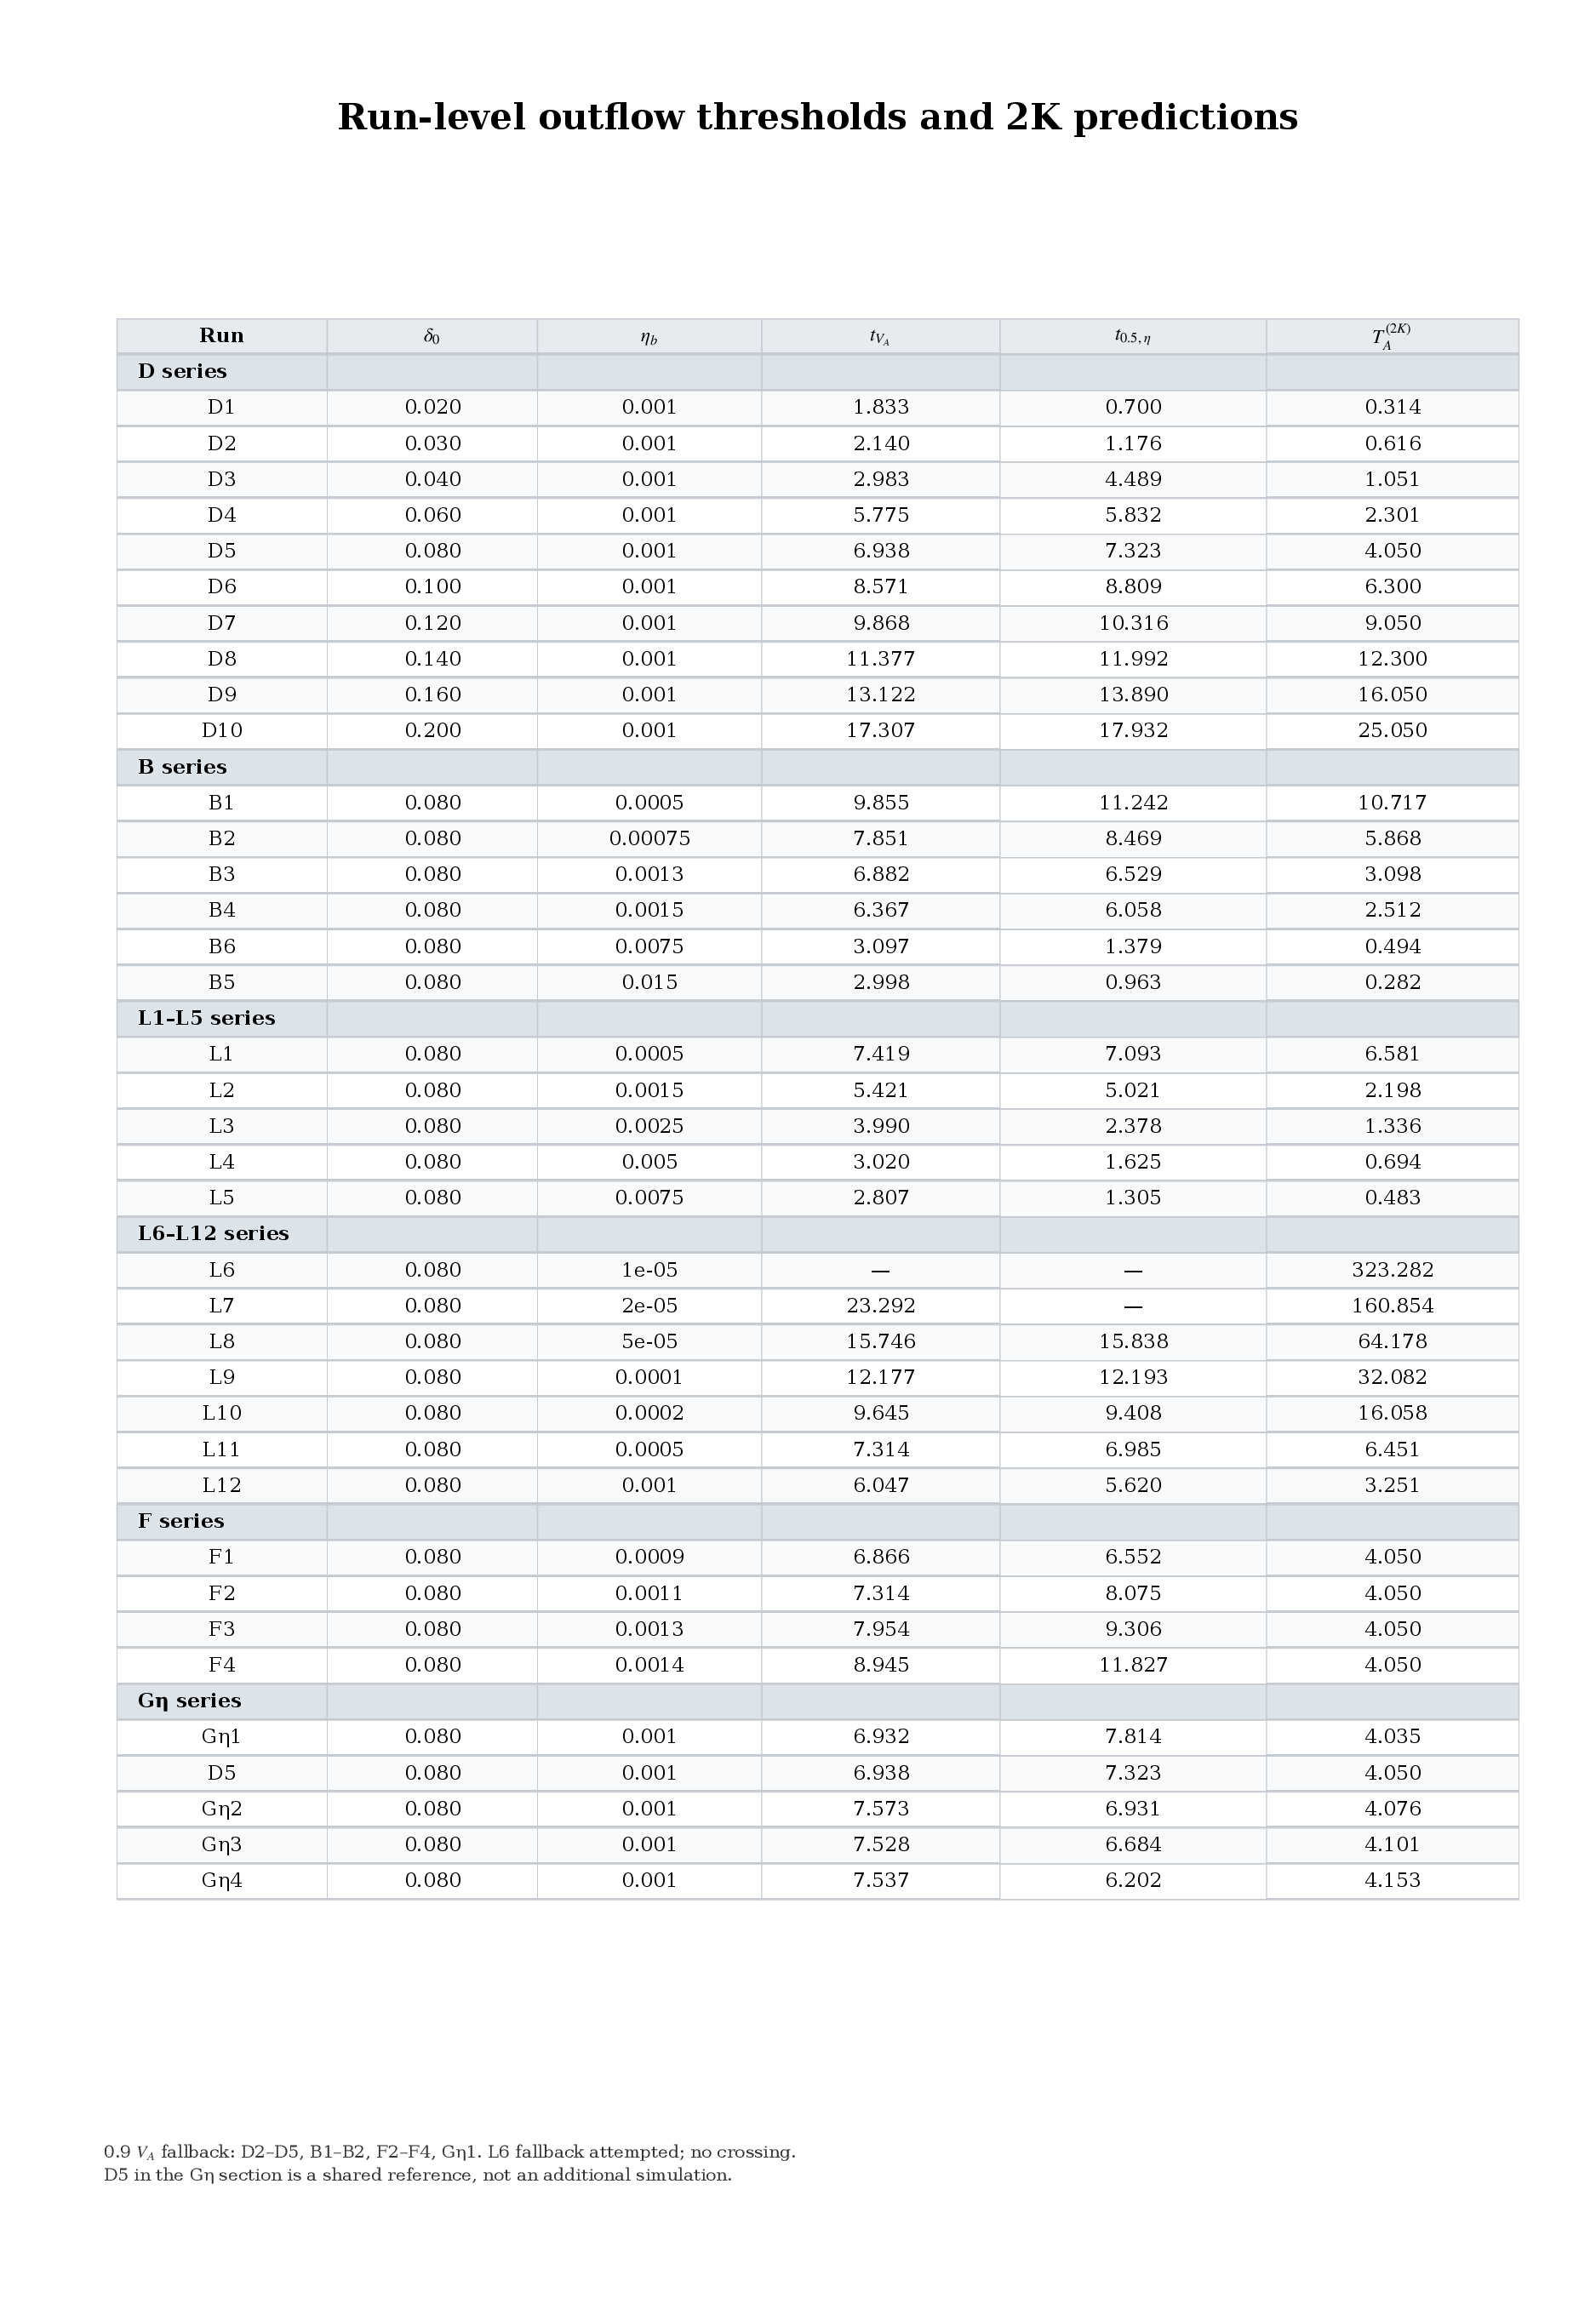 Run-level outflow thresholds and 2K predictions
Run δ₀ η_b t_{V_A} t_{0.5,η} T_A^{(2K)}
D series
D1 0.020 0.001 1.833 0.700 0.314
D2 0.030 0.001 2.140 1.176 0.616
D3 0.040 0.001 2.983 4.489 1.051
D4 0.060 0.001 5.775 5.832 2.301
D5 0.080 0.001 6.938 7.323 4.050
D6 0.100 0.001 8.571 8.809 6.300
D7 0.120 0.001 9.868 10.316 9.050
D8 0.140 0.001 11.377 11.992 12.300
D9 0.160 0.001 13.122 13.890 16.050
D10 0.200 0.001 17.307 17.932 25.050
B series
B1 0.080 0.0005 9.855 11.242 10.717
B2 0.080 0.00075 7.851 8.469 5.868
B3 0.080 0.0013 6.882 6.529 3.098
B4 0.080 0.0015 6.367 6.058 2.512
B6 0.080 0.0075 3.097 1.379 0.494
B5 0.080 0.015 2.998 0.963 0.282
L1–L5 series
L1 0.080 0.0005 7.419 7.093 6.581
L2 0.080 0.0015 5.421 5.021 2.198
L3 0.080 0.0025 3.990 2.378 1.336
L4 0.080 0.005 3.020 1.625 0.694
L5 0.080 0.0075 2.807 1.305 0.483
L6–L12 series
L6 0.080 1e-05 — — 323.282
L7 0.080 2e-05 23.292 — 160.854
L8 0.080 5e-05 15.746 15.838 64.178
L9 0.080 0.0001 12.177 12.193 32.082
L10 0.080 0.0002 9.645 9.408 16.058
L11 0.080 0.0005 7.314 6.985 6.451
L12 0.080 0.001 6.047 5.620 3.251
F series
F1 0.080 0.0009 6.866 6.552 4.050
F2 0.080 0.0011 7.314 8.075 4.050
F3 0.080 0.0013 7.954 9.306 4.050
F4 0.080 0.0014 8.945 11.827 4.050
Gη series
Gη1 0.080 0.001 6.932 7.814 4.035
D5 0.080 0.001 6.938 7.323 4.050
Gη2 0.080 0.001 7.573 6.931 4.076
Gη3 0.080 0.001 7.528 6.684 4.101
Gη4 0.080 0.001 7.537 6.202 4.153
0.9 V_A fallback: D2–D5, B1–B2, F2–F4, Gη1. L6 fallback attempted; no crossing.
D5 in the Gη section is a shared reference, not an additional simulation.